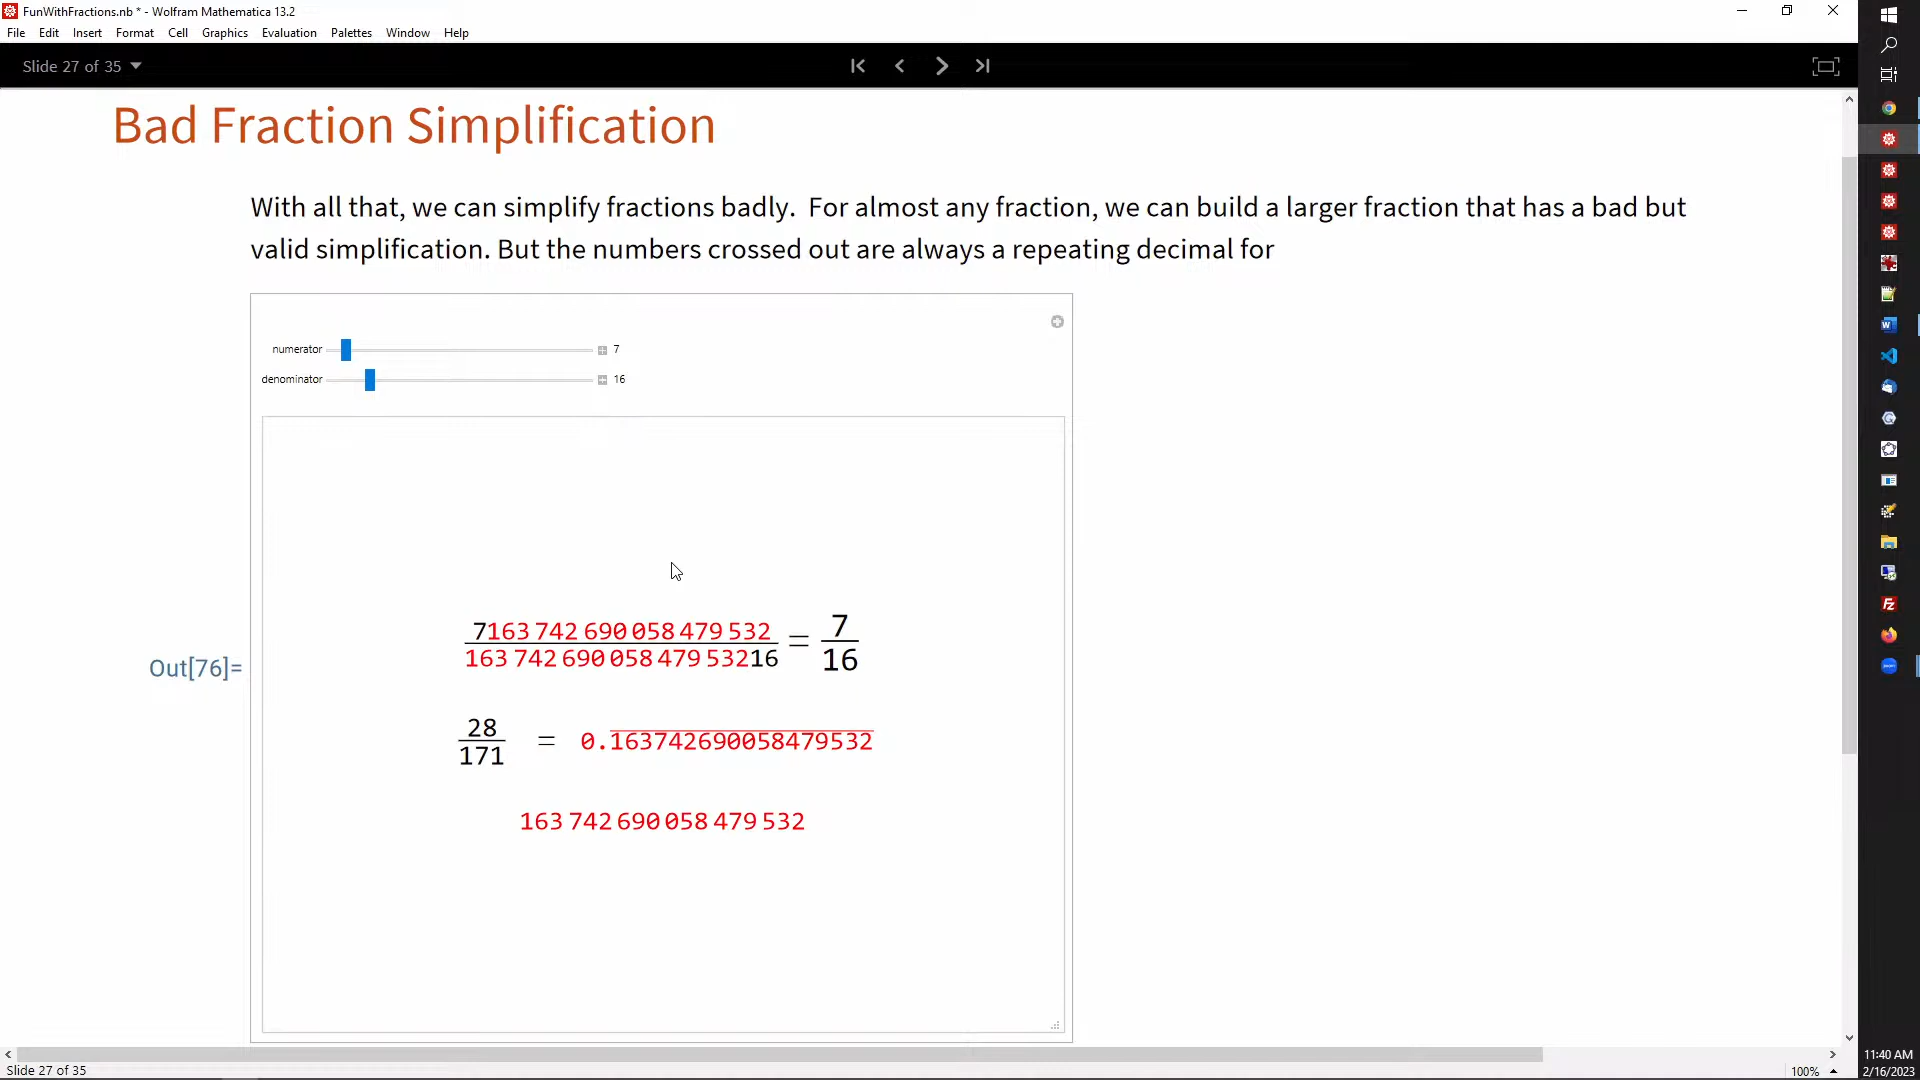 FunWithFractions.nb * - Wolfram Mathematica 13.2
File Edit Insert Format Cell Graphics Evaluation Palettes Window Help
Slide 27 of 35
Bad Fraction Simplification
With all that, we can simplify fractions badly. For almost any fraction, we can build a larger fraction that has a bad but
valid simplification. But the numbers crossed out are always a repeating decimal for
numerator 7
denominator 16
7163 742 690 058 479 532
163 742 690 058 479 53216
=
7
16
Out[76]=
28
171
= 0.163742690058479532
163 742 690 058 479 532
Slide 27 of 35
100%
11:40 AM
2/16/2023